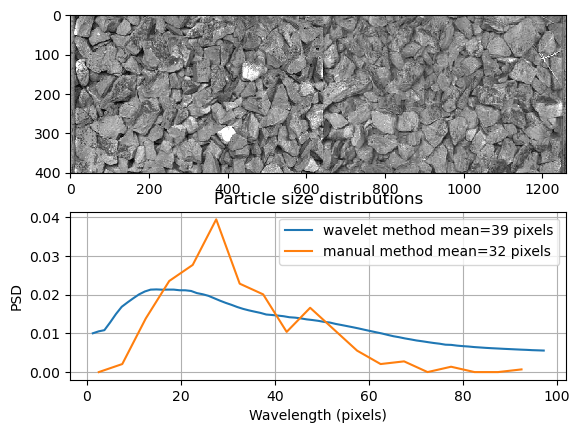 0
100
200
300
400
0 200 400 600 800 1000 1200
Particle size distributions
0.04
0.03
0.02
0.01
0.00
PSD
wavelet method mean=39 pixels
manual method mean=32 pixels
0 20 40 60 80 100
Wavelength (pixels)